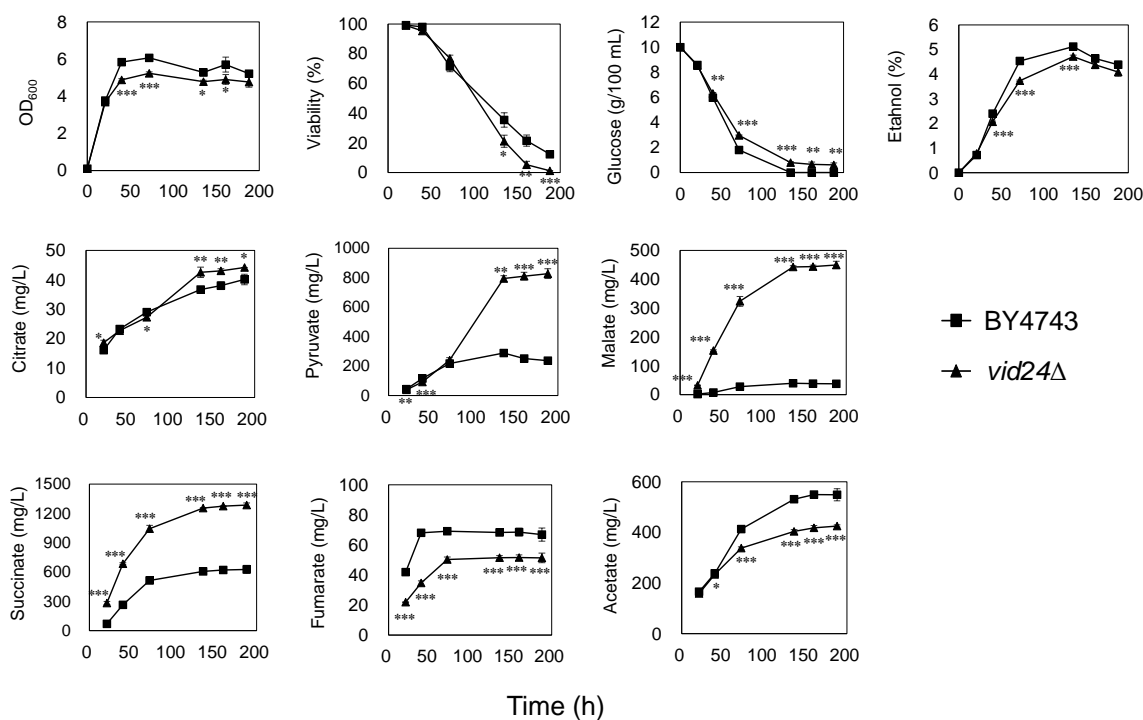 OD600
8
6
4
2
0
0 50 100 150 200
*** *** * *
Viability (%)
100
80
60
40
20
0
0 50 100 150 200
* ** ***
Glucose (g/100 mL)
12
10
8
6
4
2
0
0 50 100 150 200
** *** *** ** **
Etahnol (%)
6
5
4
3
2
1
0
0 50 100 150 200
*** *** ***
Citrate (mg/L)
50
40
30
20
10
0
0 50 100 150 200
* * ** ** *
Pyruvate (mg/L)
1000
800
600
400
200
0
0 50 100 150 200
** *** ** *** ***
Malate (mg/L)
500
400
300
200
100
0
0 50 100 150 200
*** *** *** *** *** ***
BY4743
vid24Δ
Succinate (mg/L)
1500
1200
900
600
300
0
0 50 100 150 200
*** *** *** *** *** ***
Fumarate (mg/L)
100
80
60
40
20
0
0 50 100 150 200
*** *** *** *** *** ***
Acetate (mg/L)
600
400
200
0
0 50 100 150 200
* *** *** *** ***
Time (h)